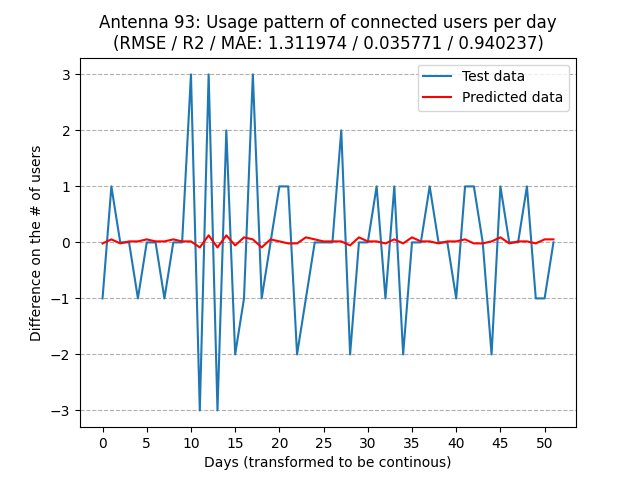 Antenna 93: Usage pattern of connected users per day
(RMSE / R2 / MAE: 1.311974 / 0.035771 / 0.940237)
Test data
Predicted data
Difference on the # of users
3
2
1
0
−1
−2
−3
0 5 10 15 20 25 30 35 40 45 50
Days (transformed to be continous)